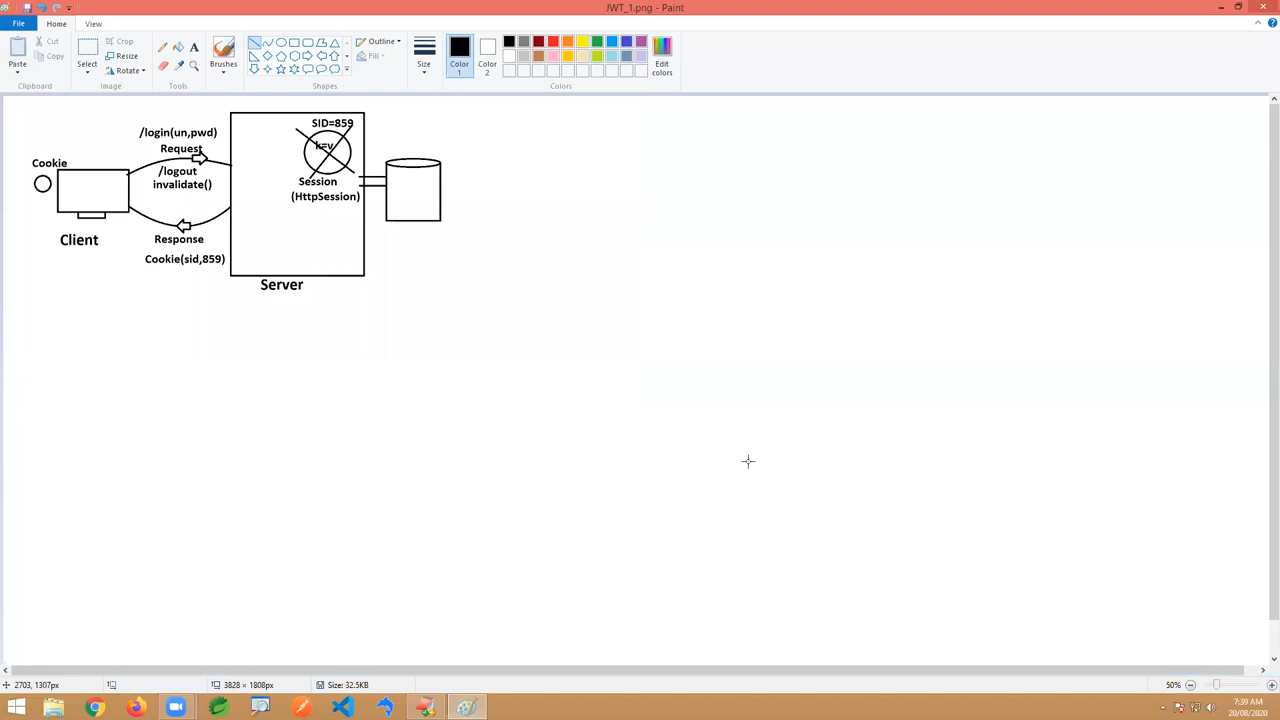 JWT_1.png - Paint
File
Home
View
Cut
Copy
Paste
Clipboard
Crop
Resize
Rotate
Select
Image
A
Tools
Brushes
Outline
Fill
Shapes
Size
Color
1
Color
2
Edit
colors
Colors
/login(un,pwd)
Request
/logout
invalidate()
Cookie
Client
Response
Cookie(sid,859)
SID=859
k=v
Session
(HttpSession)
Server
2703, 1307px
3828 × 1808px
Size: 32.5KB
50%
7:39 AM
20/08/2020